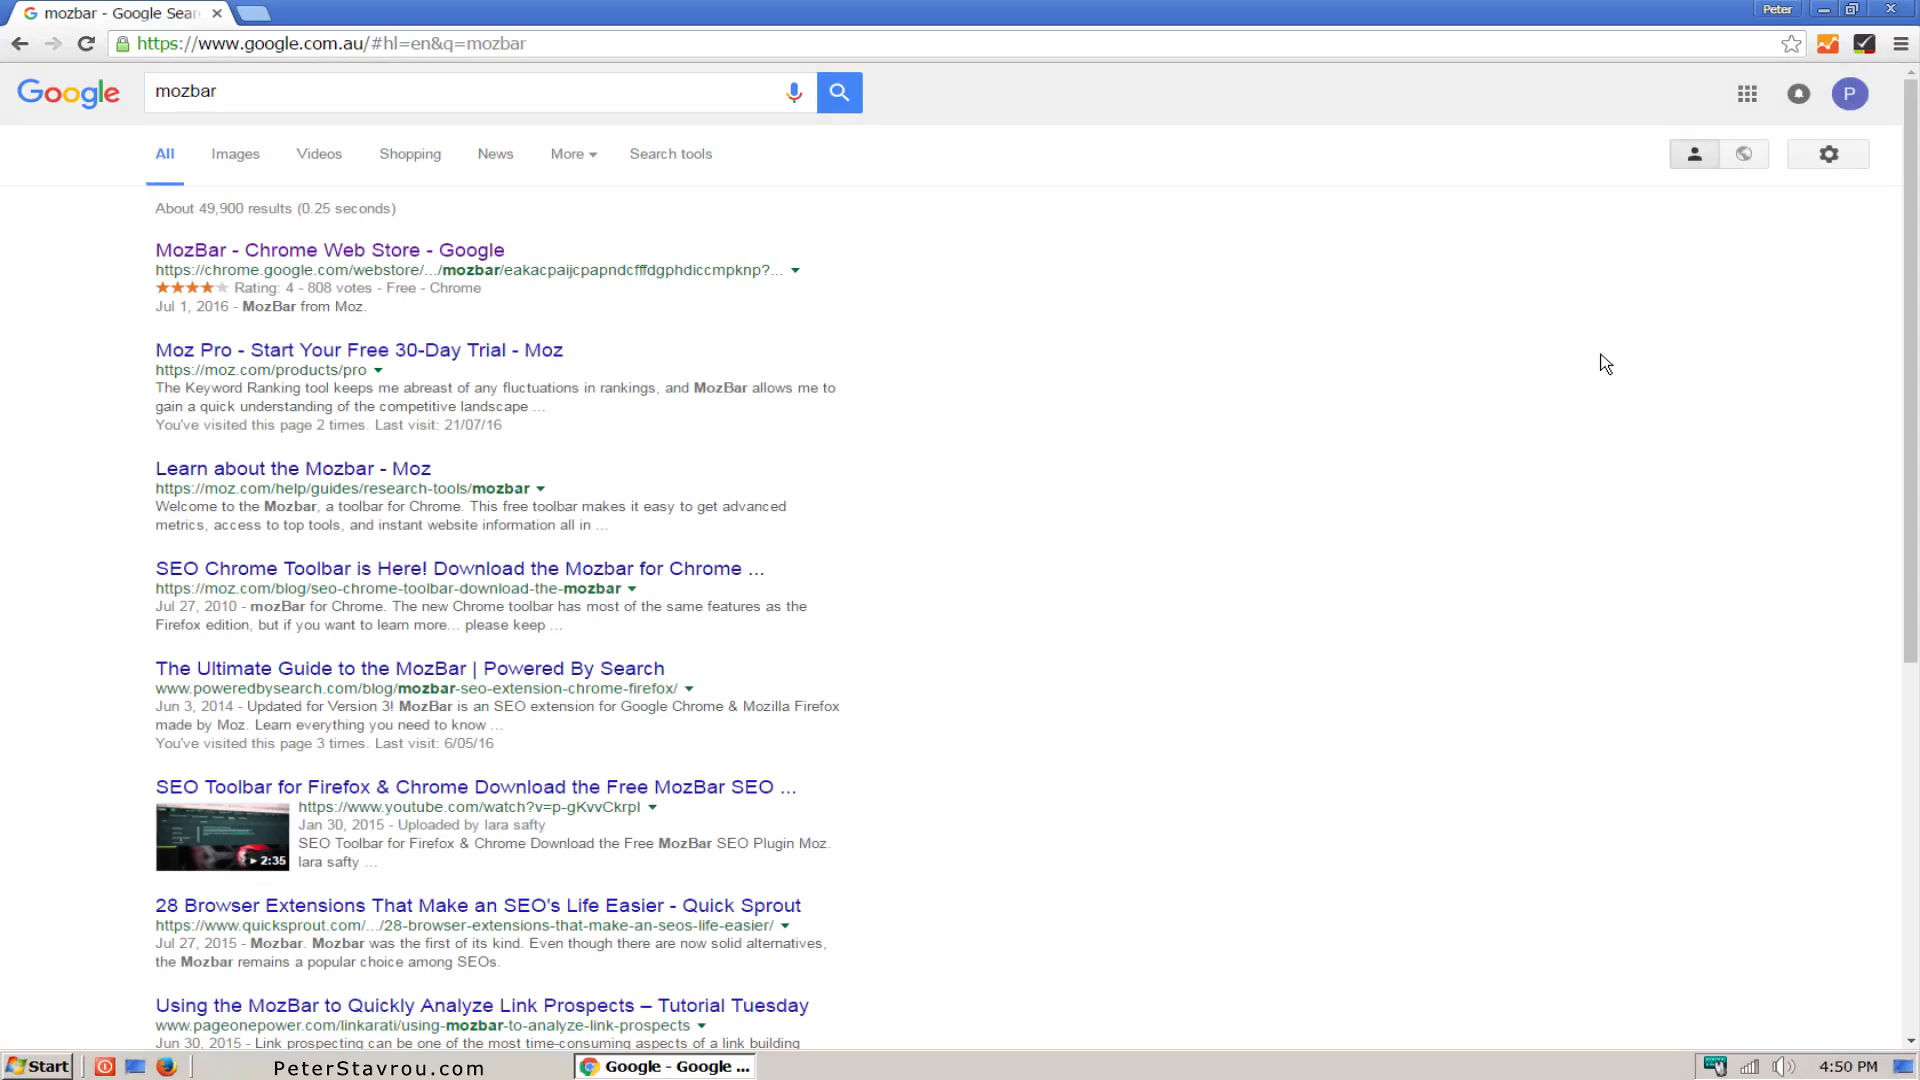 mozbar - Google Sear
Peter
https://www.google.com.au/#hl=en&q=mozbar
Google
mozbar
P
All
Images
Videos
Shopping
News
More
Search tools
About 49,900 results (0.25 seconds)
MozBar - Chrome Web Store - Google
https://chrome.google.com/webstore/.../mozbar/eakacpaijcpapndcfffdgphdiccmpknp?...
Rating: 4 - 808 votes - Free - Chrome
Jul 1, 2016 - MozBar from Moz.
Moz Pro - Start Your Free 30-Day Trial - Moz
https://moz.com/products/pro
The Keyword Ranking tool keeps me abreast of any fluctuations in rankings, and MozBar allows me to
gain a quick understanding of the competitive landscape ...
You've visited this page 2 times. Last visit: 21/07/16
Learn about the Mozbar - Moz
https://moz.com/help/guides/research-tools/mozbar
Welcome to the Mozbar, a toolbar for Chrome. This free toolbar makes it easy to get advanced
metrics, access to top tools, and instant website information all in ...
SEO Chrome Toolbar is Here! Download the Mozbar for Chrome ...
https://moz.com/blog/seo-chrome-toolbar-download-the-mozbar
Jul 27, 2010 - mozBar for Chrome. The new Chrome toolbar has most of the same features as the
Firefox edition, but if you want to learn more... please keep ...
The Ultimate Guide to the MozBar | Powered By Search
www.poweredbysearch.com/blog/mozbar-seo-extension-chrome-firefox/
Jun 3, 2014 - Updated for Version 3! MozBar is an SEO extension for Google Chrome & Mozilla Firefox
made by Moz. Learn everything you need to know ...
You've visited this page 3 times. Last visit: 6/05/16
SEO Toolbar for Firefox & Chrome Download the Free MozBar SEO ...
https://www.youtube.com/watch?v=p-gKvvCkrpI
Jan 30, 2015 - Uploaded by lara safty
SEO Toolbar for Firefox & Chrome Download the Free MozBar SEO Plugin Moz.
lara safty ...
2:35
28 Browser Extensions That Make an SEO's Life Easier - Quick Sprout
https://www.quicksprout.com/.../28-browser-extensions-that-make-an-seos-life-easier/
Jul 27, 2015 - Mozbar. Mozbar was the first of its kind. Even though there are now solid alternatives,
the Mozbar remains a popular choice among SEOs.
Using the MozBar to Quickly Analyze Link Prospects – Tutorial Tuesday
www.pageonepower.com/linkarati/using-mozbar-to-analyze-link-prospects
Jun 30, 2015 - Link prospecting can be one of the most time-consuming aspects of a link building
Start
PeterStavrou.com
Google - Google ...
4:50 PM